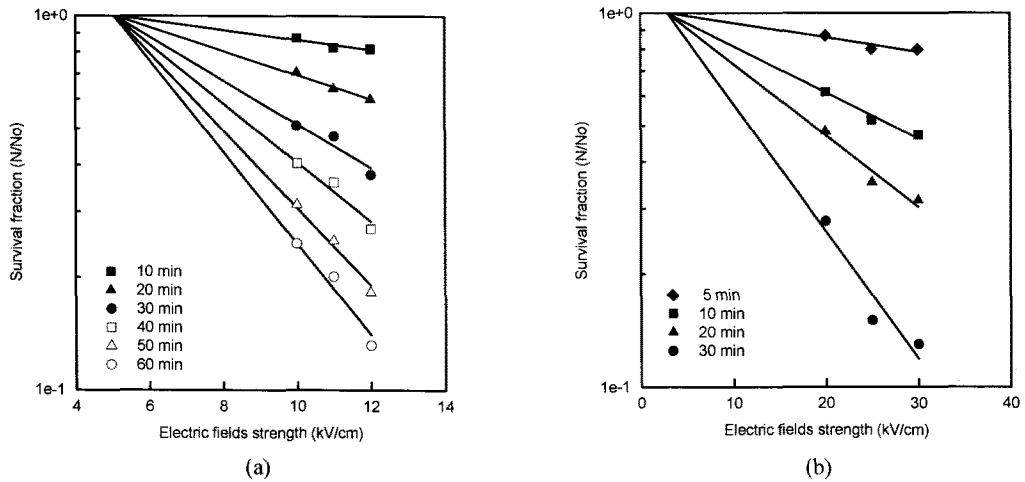 1e+0
Survival fraction (N/No)
10 min
20 min
30 min
40 min
50 min
60 min
1e-1
4 6 8 10 12 14
Electric fields strength (kV/cm)
(a)
1e+0
Survival fraction (N/No)
5 min
10 min
20 min
30 min
1e-1
0 10 20 30 40
Electric fields strength (kV/cm)
(b)